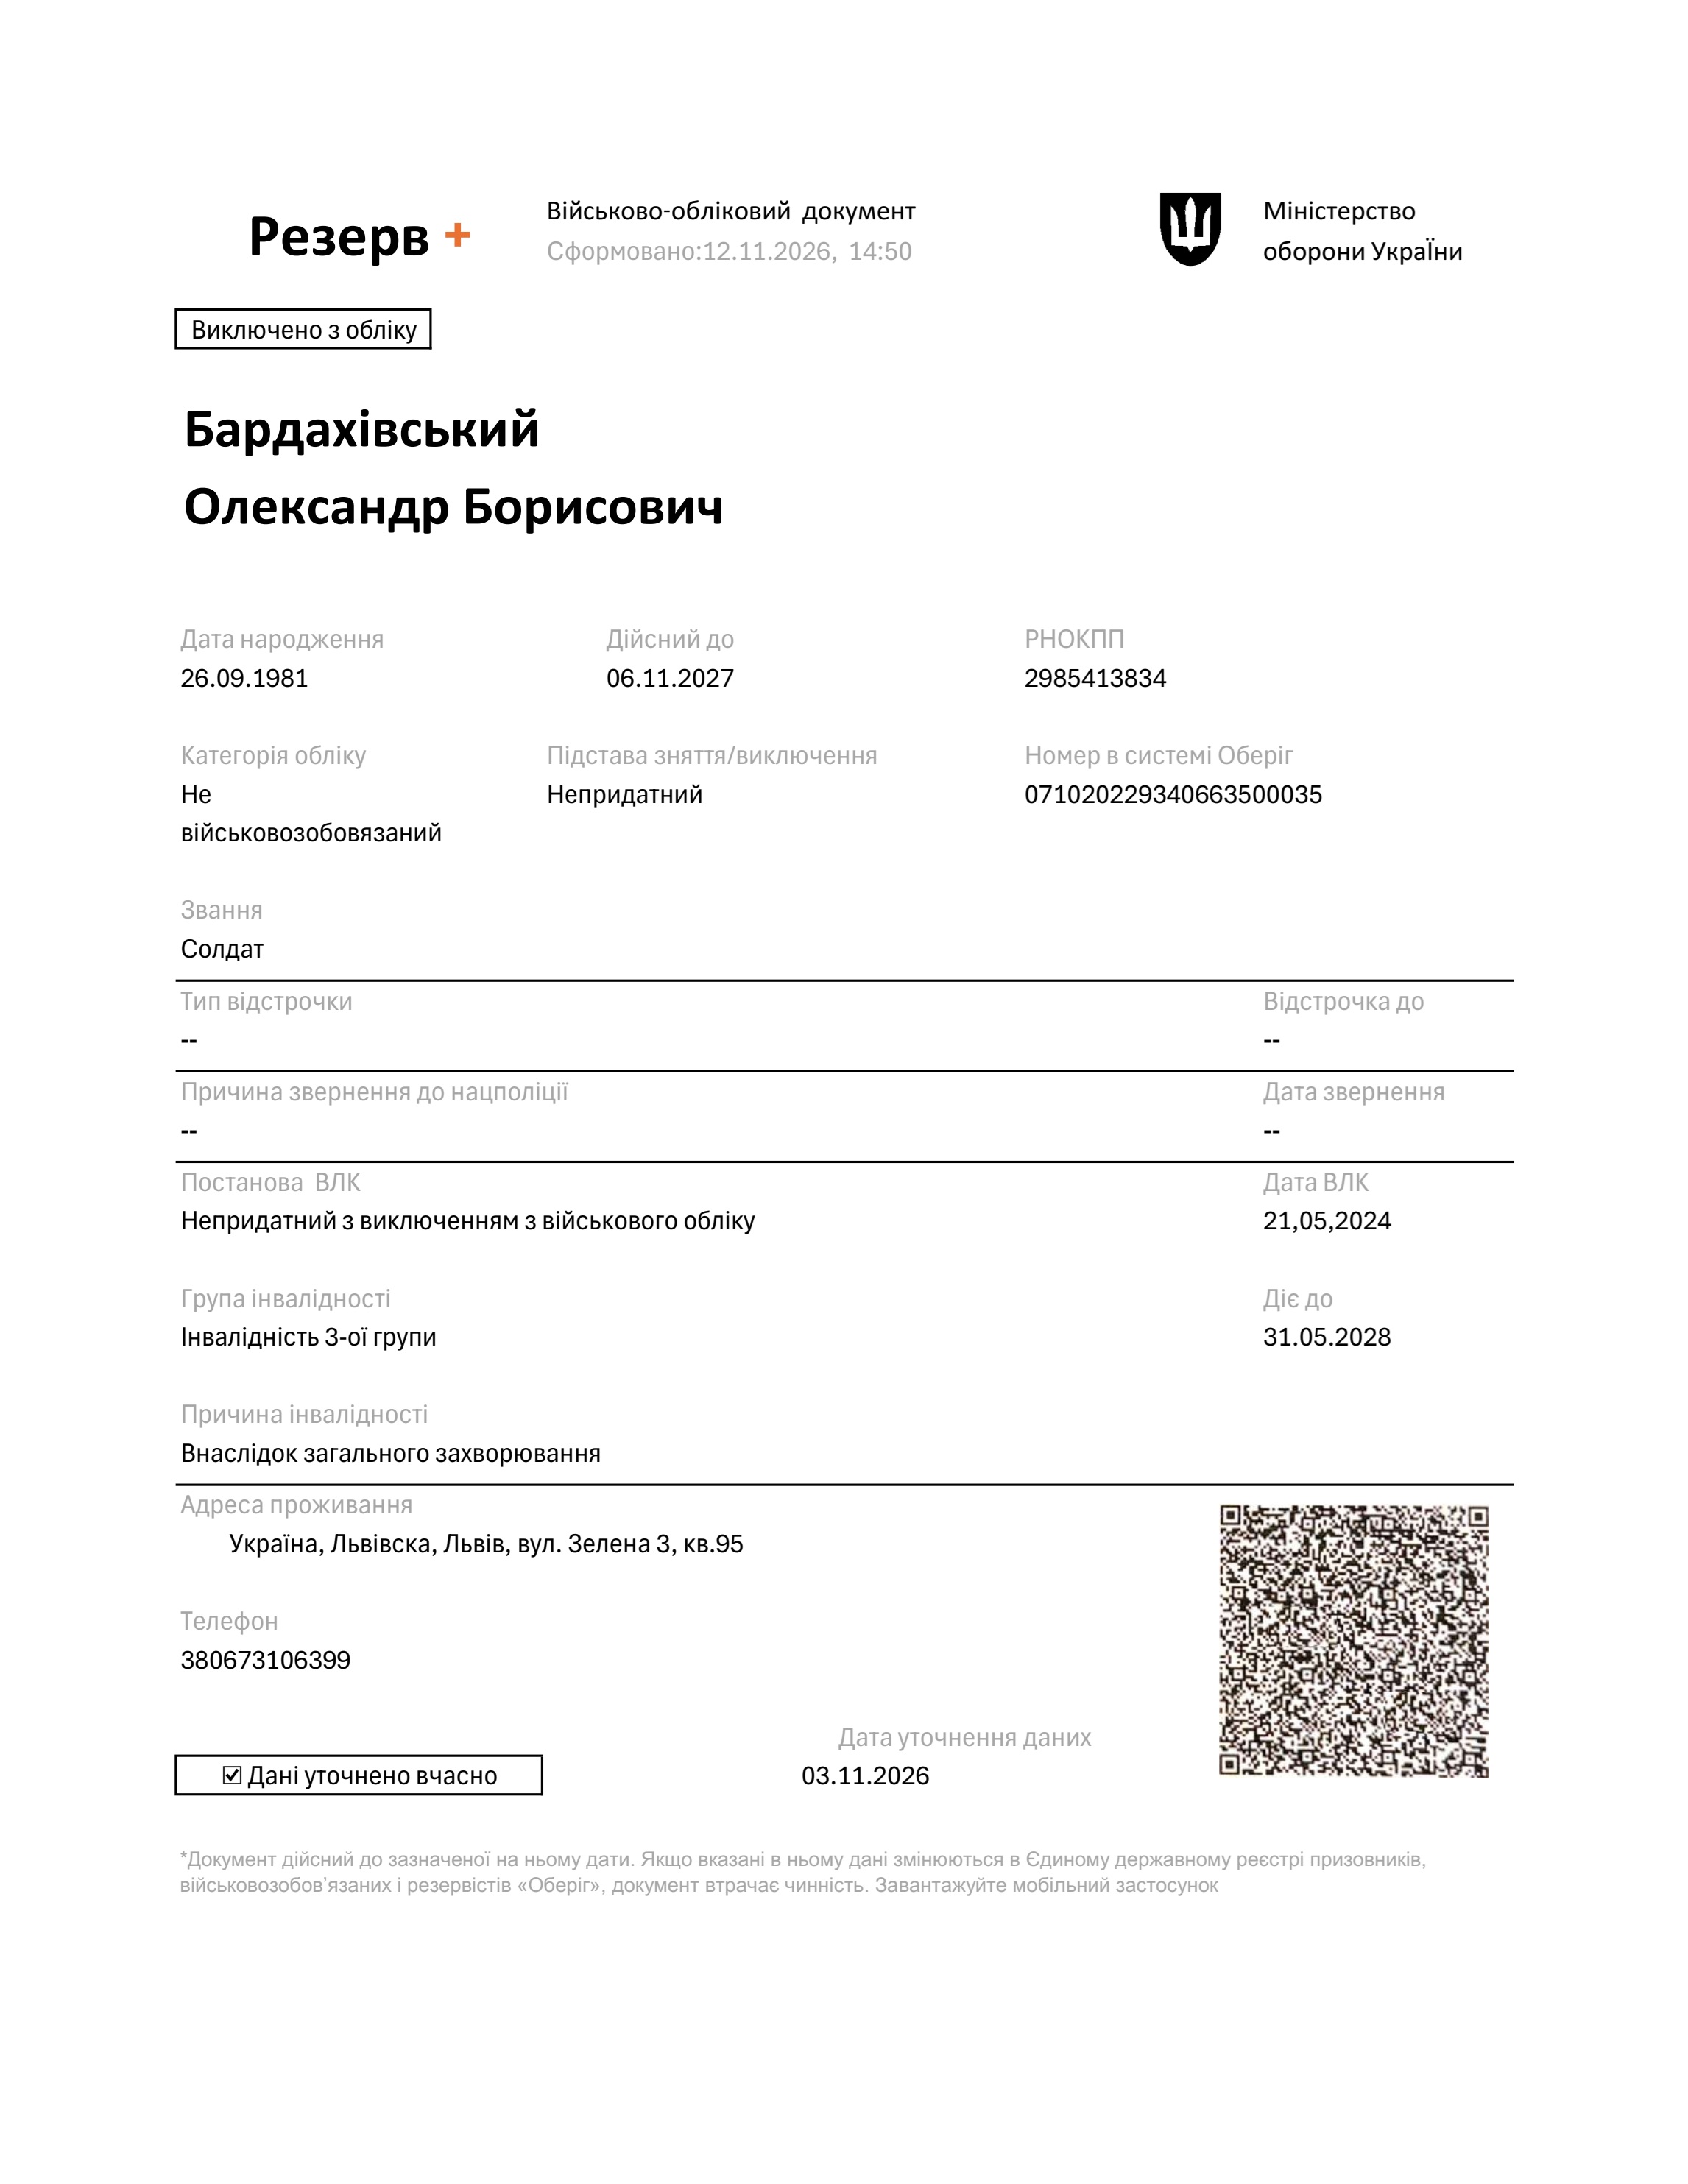 Резерв +
Військово-обліковий документ
Сформовано:12.11.2026, 14:50
Міністерство
оборони УкраЇни
Виключено з обліку
Бардахівський
Олександр Борисович
Дата народження Дійсний до РНОКПП
26.09.1981 06.11.2027 2985413834
Категорія обліку Підстава зняття/виключення Номер в системі Оберіг
Не Непридатний 071020229340663500035
військовозобовязаний
Звання
Солдат
Тип відстрочки Відстрочка до
-- --
Причина звернення до нацполіції Дата звернення
-- --
Постанова ВЛК Дата ВЛК
Непридатний з виключенням з військового обліку 21,05,2024
Група інвалідності Діє до
Інвалідність 3-ої групи 31.05.2028
Причина інвалідності
Внаслідок загального захворювання
Адреса проживання
Україна, Львівска, Львів, вул. Зелена 3, кв.95
Телефон
380673106399
Дата уточнення даних
☑ Дані уточнено вчасно 03.11.2026
*Документ дійсний до зазначеної на ньому дати. Якщо вказані в ньому дані змінюються в Єдиному державному реєстрі призовників,
військовозобов'язаних і резервістів «Оберіг», документ втрачає чинність. Завантажуйте мобільний застосунок